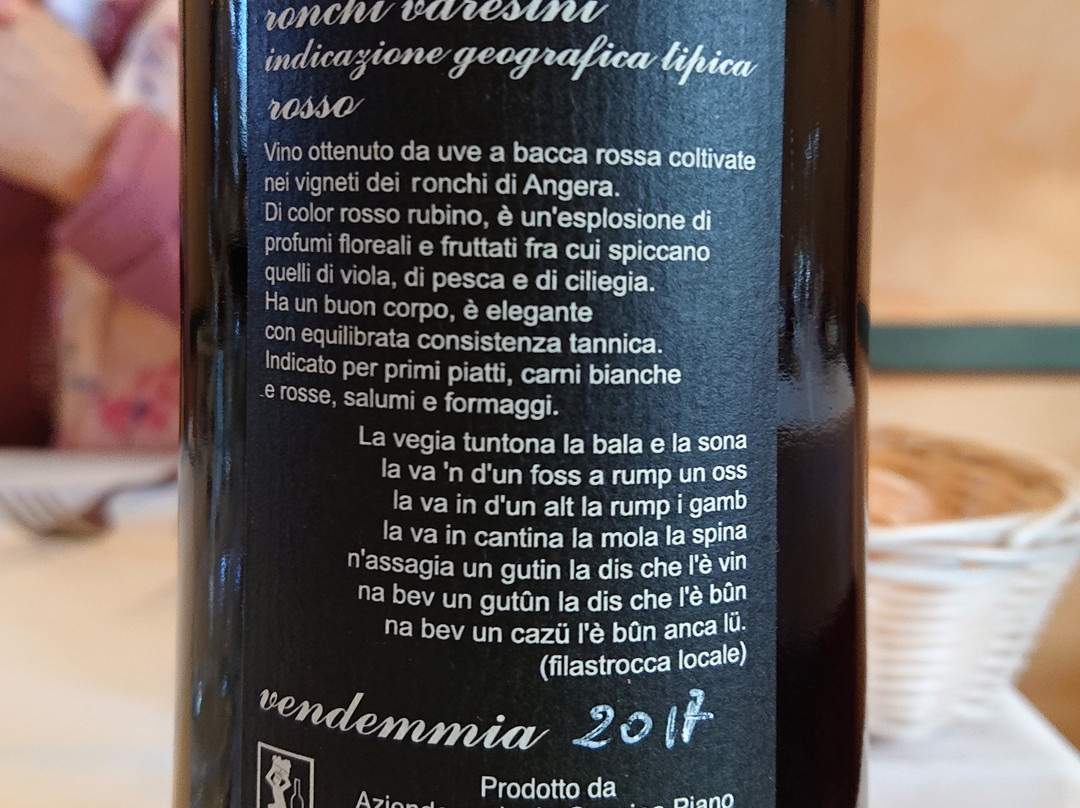 ronchi varesini
indicazione geografica tipica
rosso
Vino ottenuto da uve a bacca rossa coltivate
nei vigneti dei ronchi di Angera.
Di color rosso rubino, è un'esplosione di
profumi floreali e fruttati fra cui spiccano
quelli di viola, di pesca e di ciliegia.
Ha un buon corpo, è elegante
con equilibrata consistenza tannica.
Indicato per primi piatti, carni bianche
e rosse, salumi e formaggi.
La vegia tuntona la bala e la sona
la va 'n d'un foss a rump un oss
la va in d'un alt la rump i gamb
la va in cantina la mola la spina
n'assagia un gutin la dis che l'è vin
na bev un gutûn la dis che l'è bûn
na bev un cazü l'è bûn anca lü.
(filastrocca locale)
vendemmia 2017
Prodotto da
Piano